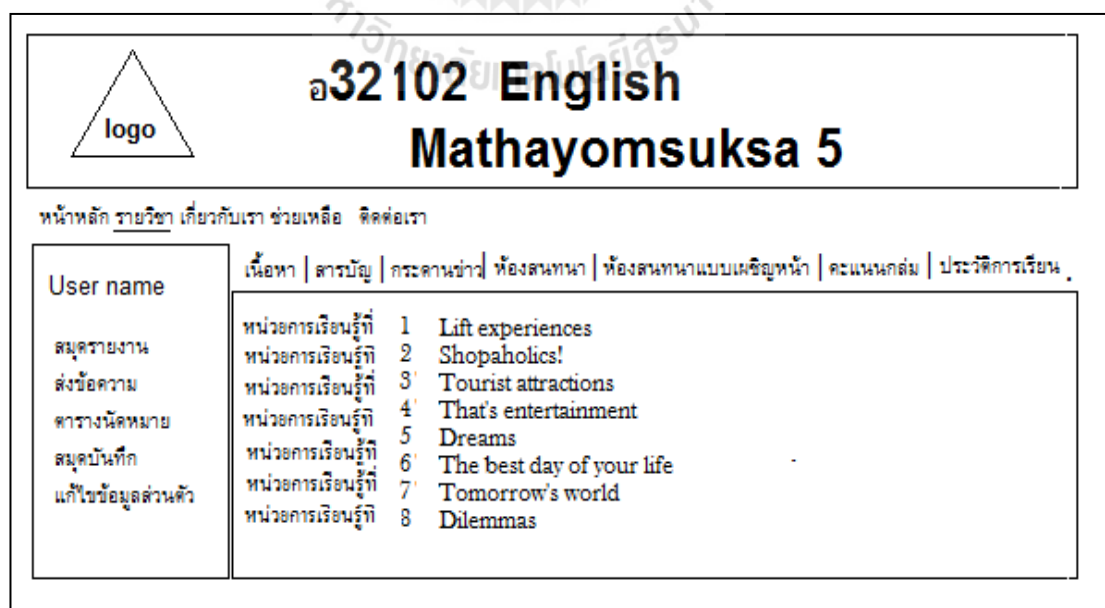 อ32102 English
Mathayomsuksa 5
logo
หน้าหลัก รายวิชา เกี่ยวกับเรา ช่วยเหลือ ติดต่อเรา
User name
สมุดรายงาน
ส่งข้อความ
ตารางนัดหมาย
สมุดบันทึก
แก้ไขข้อมูลส่วนตัว
เนื้อหา | สารบัญ | กระดานข่าว | ห้องสนทนา | ห้องสนทนาแบบเผชิญหน้า | คะแนนกลุ่ม | ประวัติการเรียน
หน่วยการเรียนรู้ที่ 1 Lift experiences
หน่วยการเรียนรู้ที่ 2 Shopaholics!
หน่วยการเรียนรู้ที่ 3 Tourist attractions
หน่วยการเรียนรู้ที่ 4 That's entertainment
หน่วยการเรียนรู้ที่ 5 Dreams
หน่วยการเรียนรู้ที่ 6 The best day of your life
หน่วยการเรียนรู้ที่ 7 Tomorrow's world
หน่วยการเรียนรู้ที่ 8 Dilemmas